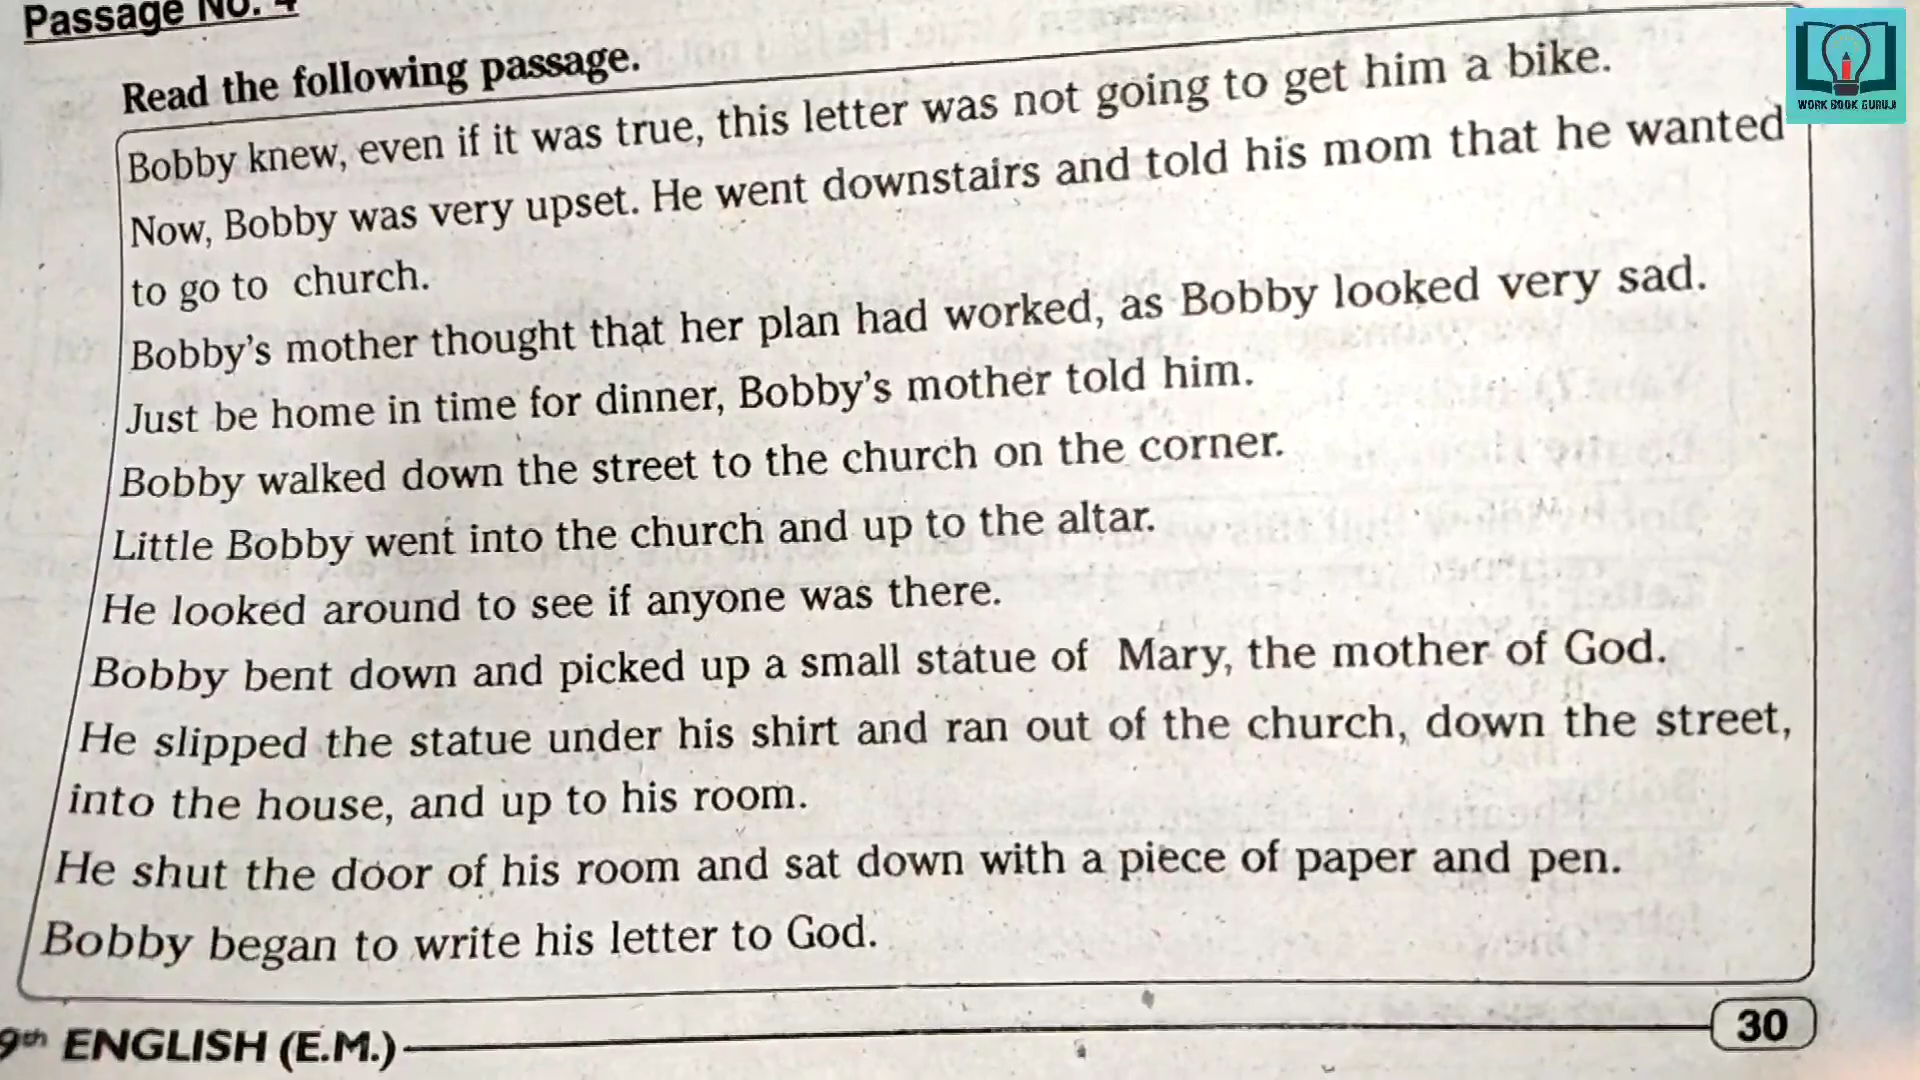 Passage No. 4
Read the following passage.
Bobby knew, even if it was true, this letter was not going to get him a bike.
Now, Bobby was very upset. He went downstairs and told his mom that he wanted
to go to church.
Bobby's mother thought that her plan had worked, as Bobby looked very sad.
Just be home in time for dinner, Bobby's mother told him.
Bobby walked down the street to the church on the corner.
Little Bobby went into the church and up to the altar.
He looked around to see if anyone was there.
Bobby bent down and picked up a small statue of Mary, the mother of God.
He slipped the statue under his shirt and ran out of the church, down the street,
into the house, and up to his room.
He shut the door of his room and sat down with a piece of paper and pen.
Bobby began to write his letter to God.
9th ENGLISH (E.M.)
30
WORK BOOK GURUJI